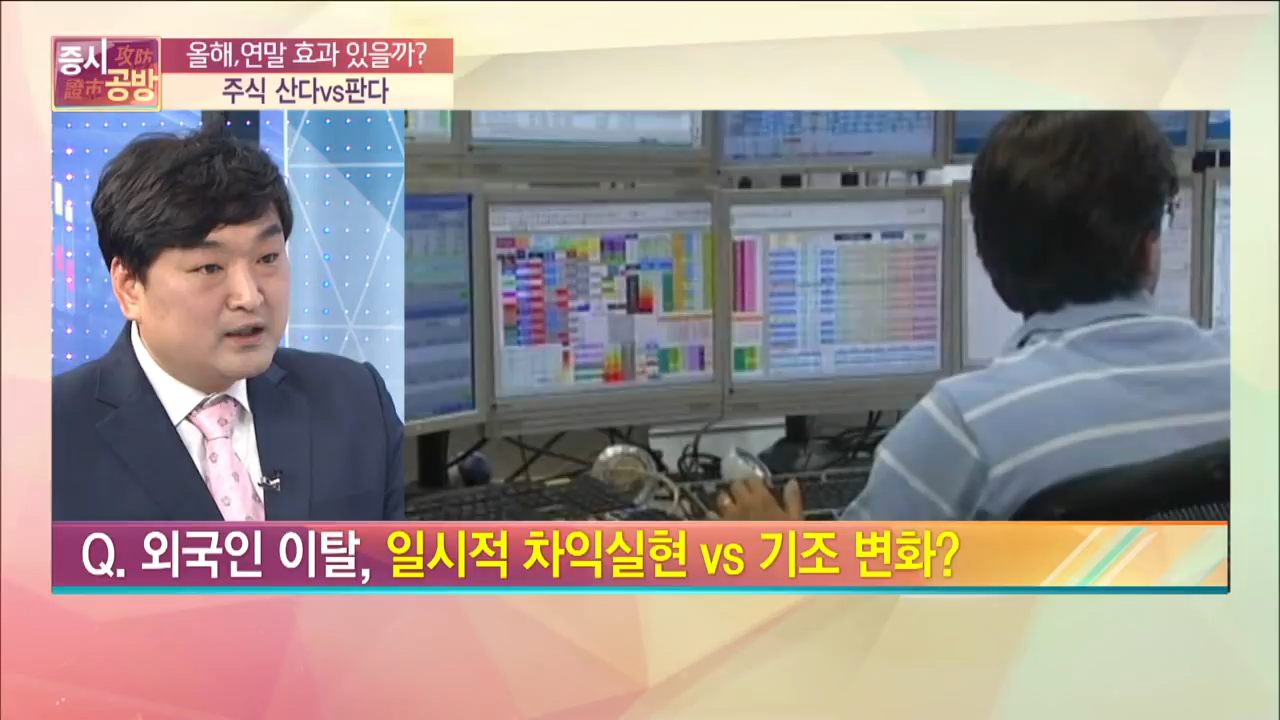 증시 攻防
證市 공방
올해,연말 효과 있을까?
주식 산다vs판다
Q. 외국인 이탈, 일시적 차익실현 vs 기조 변화?